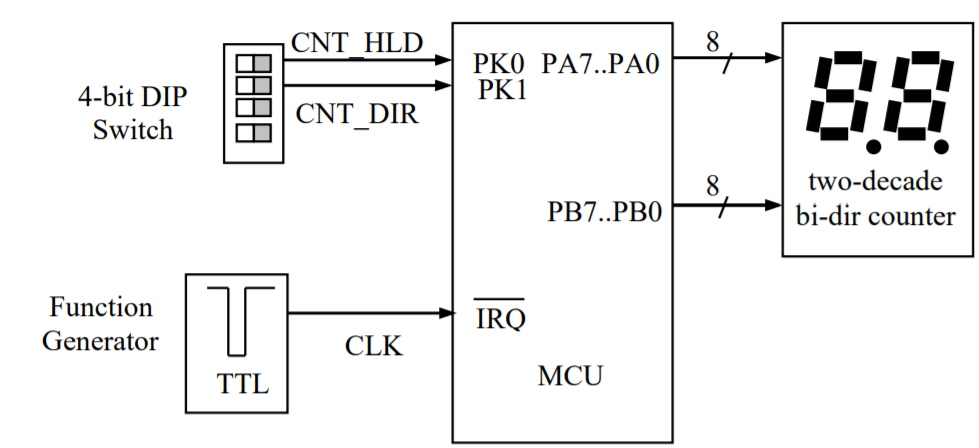 CNT_HLD
4-bit DIP
Switch
CNT_DIR
PK0 PA7..PA0
PK1
8
two-decade
bi-dir counter
8
PB7..PB0
Function
Generator
TTL
CLK
IRQ
MCU